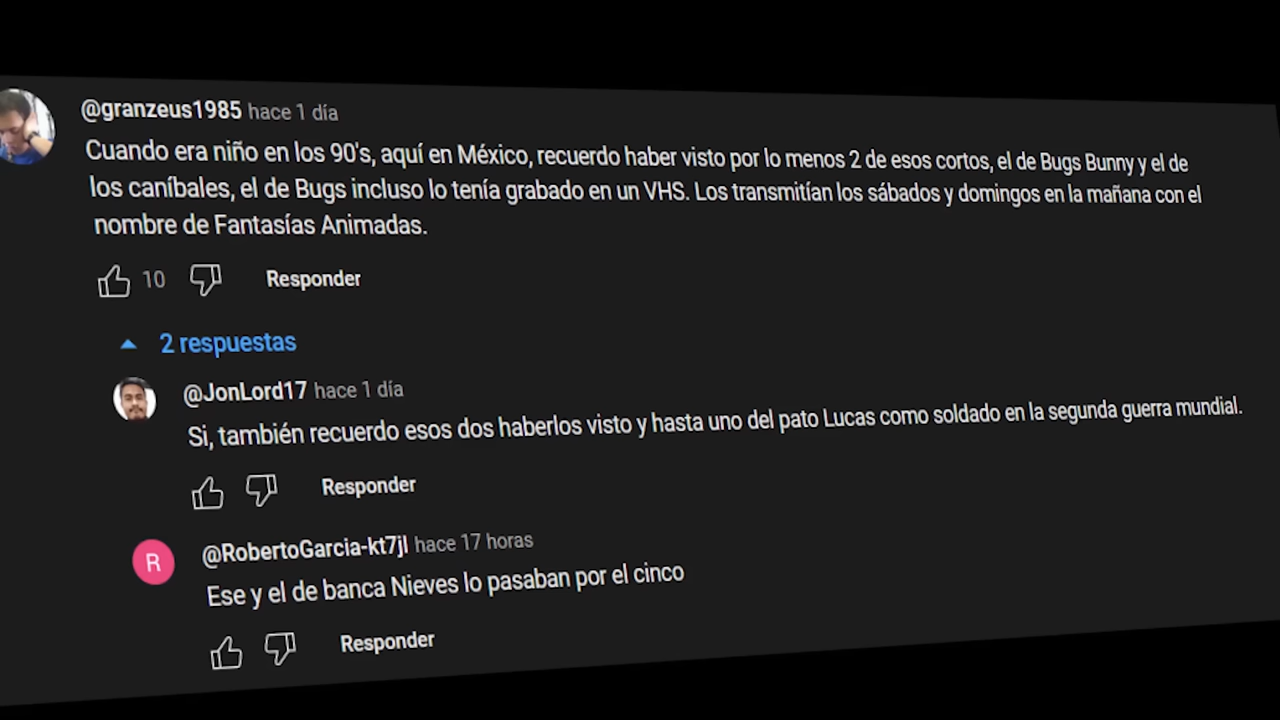 @granzeus1985 hace 1 día
Cuando era niño en los 90's, aquí en México, recuerdo haber visto por lo menos 2 de esos cortos, el de Bugs Bunny y el de
los caníbales, el de Bugs incluso lo tenía grabado en un VHS. Los transmitían los sábados y domingos en la mañana con el
nombre de Fantasías Animadas.
10 Responder
2 respuestas
@JonLord17 hace 1 día
Si, también recuerdo esos dos haberlos visto y hasta uno del pato Lucas como soldado en la segunda guerra mundial.
Responder
R
@RobertoGarcia-kt7jl hace 17 horas
Ese y el de banca Nieves lo pasaban por el cinco
Responder